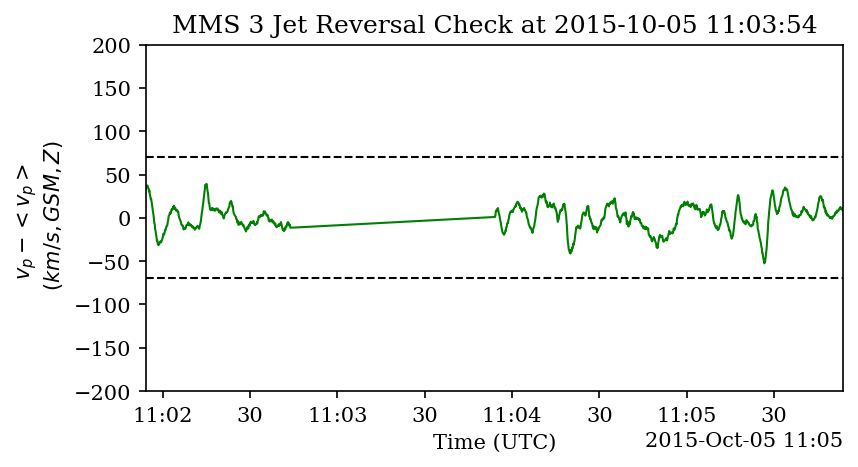 MMS 3 Jet Reversal Check at 2015-10-05 11:03:54
200
150
100
50
0
−50
−100
−150
−200
v_p − < v_p >
(km/s, GSM, Z)
11:02 30 11:03 30 11:04 30 11:05 30
Time (UTC)
2015-Oct-05 11:05